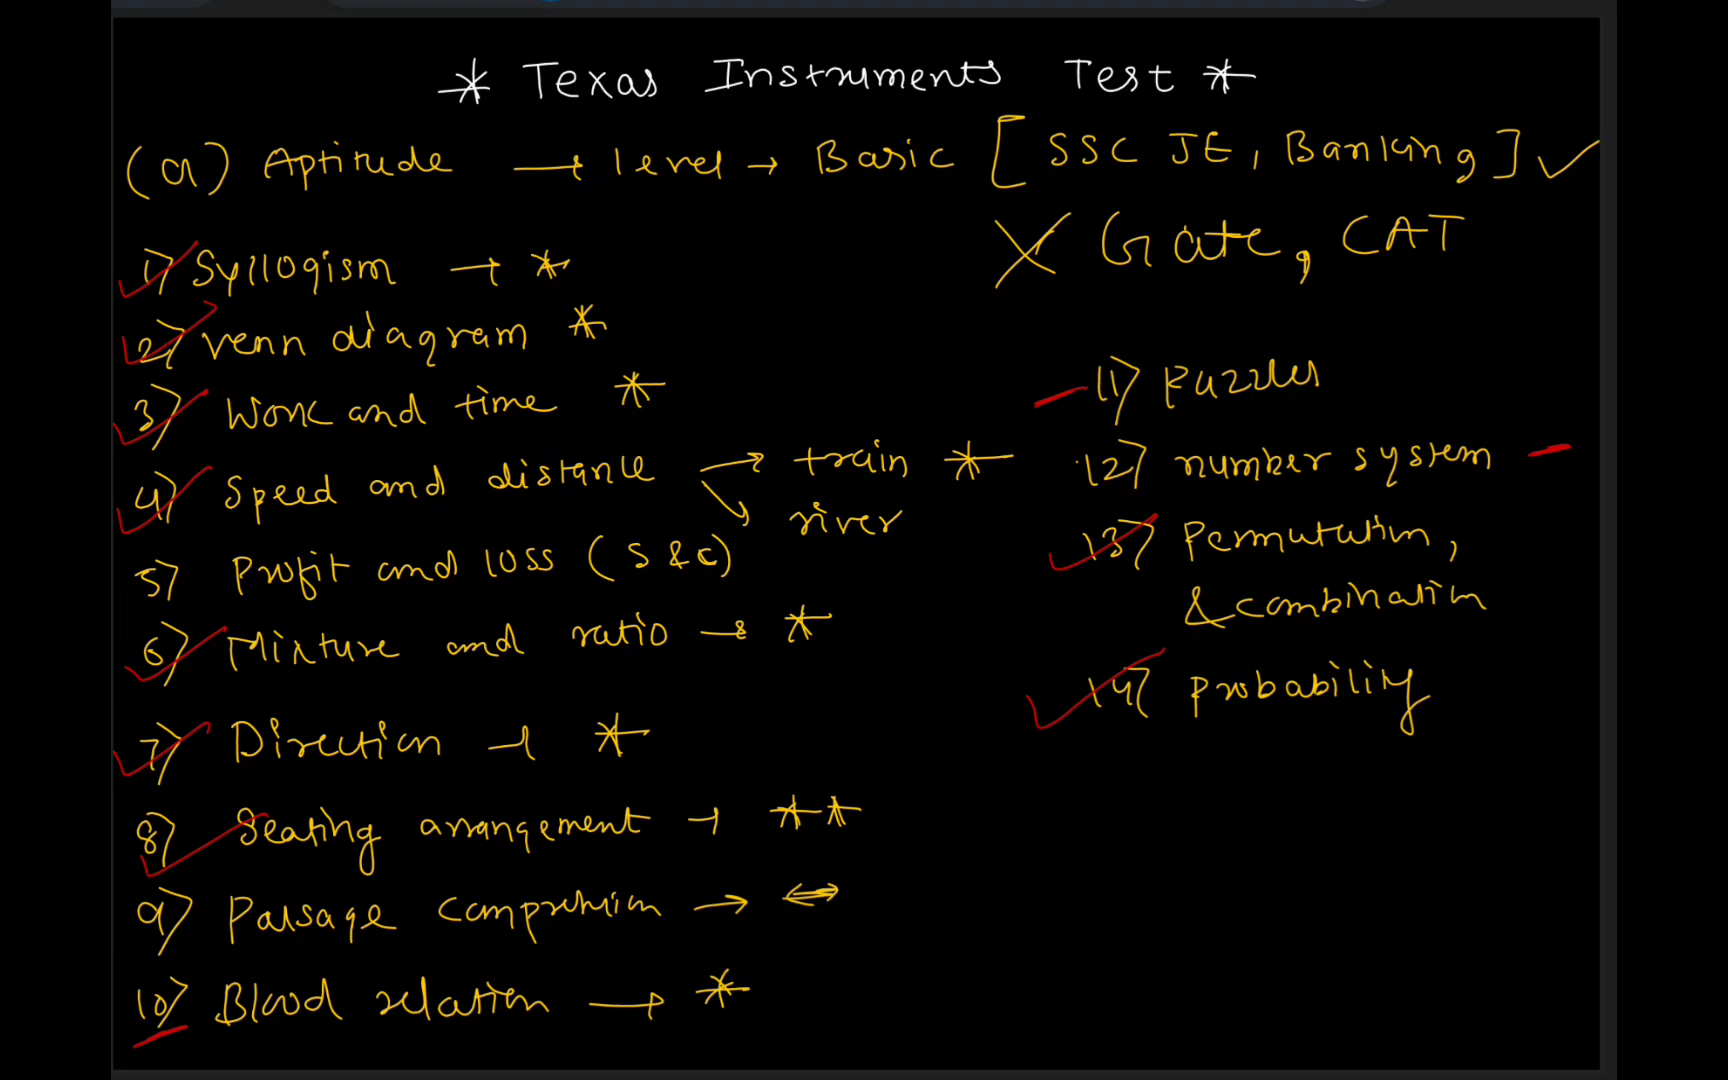 * Texas Instruments Test *
(a) Aptitude → level → Basic [SSC JE, Banking] ✓
X Gate, CAT
1) Syllogism → *
2) venn diagram *
3) Work and time *
4) Speed and distance → train *
→ river
5) Profit and loss (S & C)
6) Mixture and ratio → *
7) Direction → *
8) Seating arrangement → **
9) Passage comprehension →
10) Blood relation → *
11) Puzzles
12) number system
13) Permutation,
& combination
14) probability